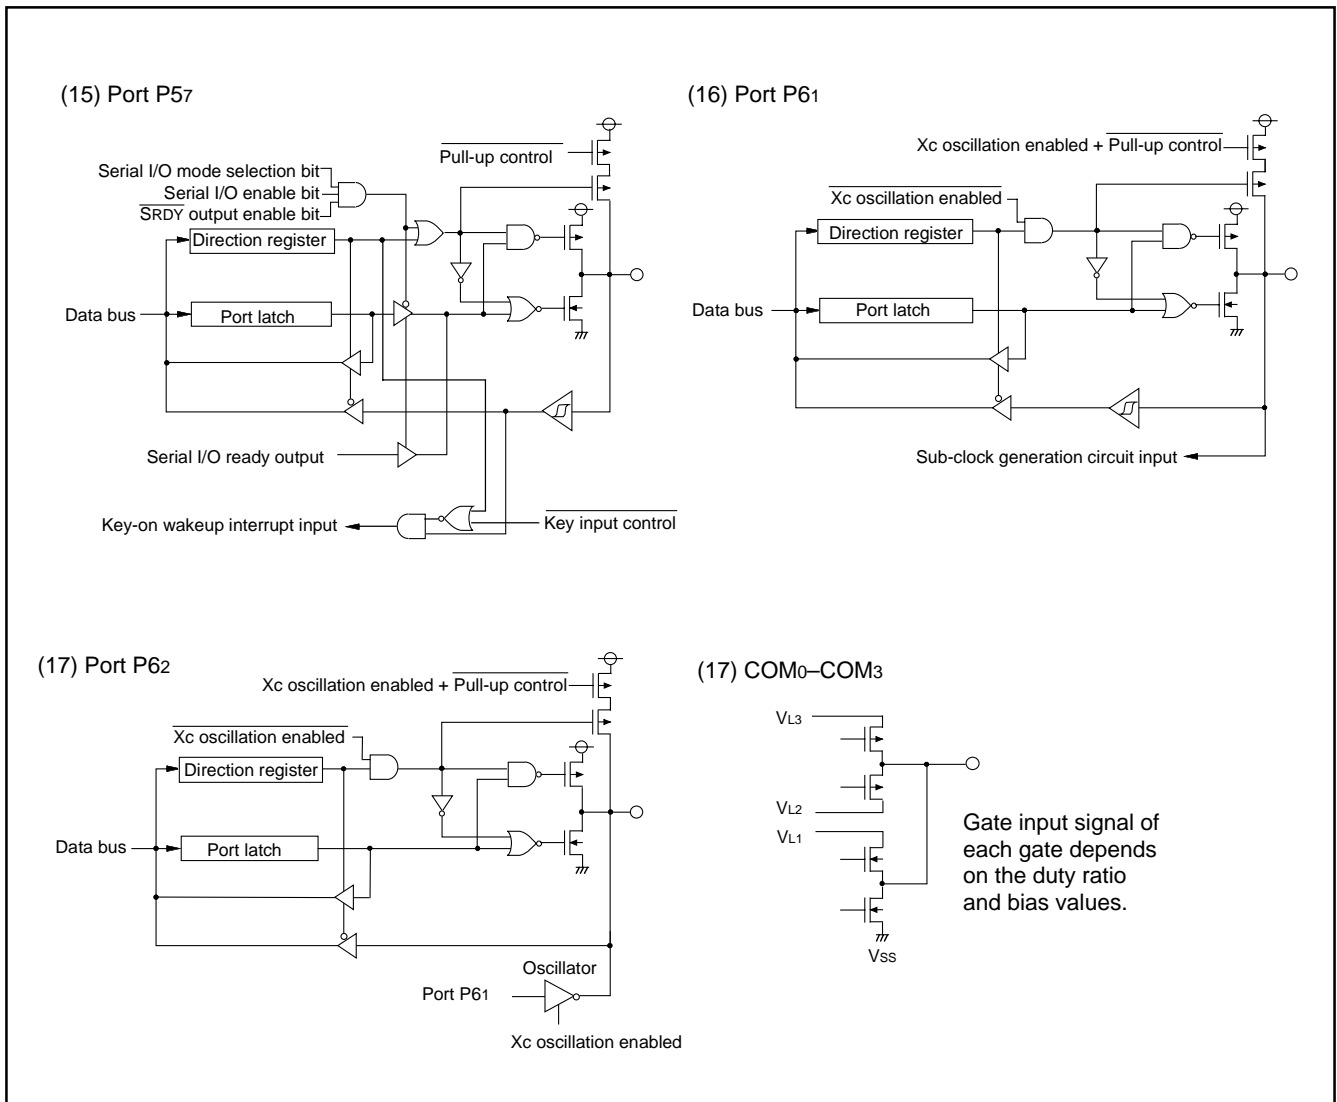 (15) Port P57
Pull-up control
Serial I/O mode selection bit
Serial I/O enable bit
SRDY output enable bit
Direction register
Data bus
Port latch
Serial I/O ready output
Key-on wakeup interrupt input
Key input control
(16) Port P61
Xc oscillation enabled + Pull-up control
Xc oscillation enabled
Direction register
Data bus
Port latch
Sub-clock generation circuit input
(17) Port P62
Xc oscillation enabled + Pull-up control
Xc oscillation enabled
Direction register
Data bus
Port latch
Oscillator
Port P61
Xc oscillation enabled
(17) COM0–COM3
VL3
VL2
VL1
VSS
Gate input signal of
each gate depends
on the duty ratio
and bias values.